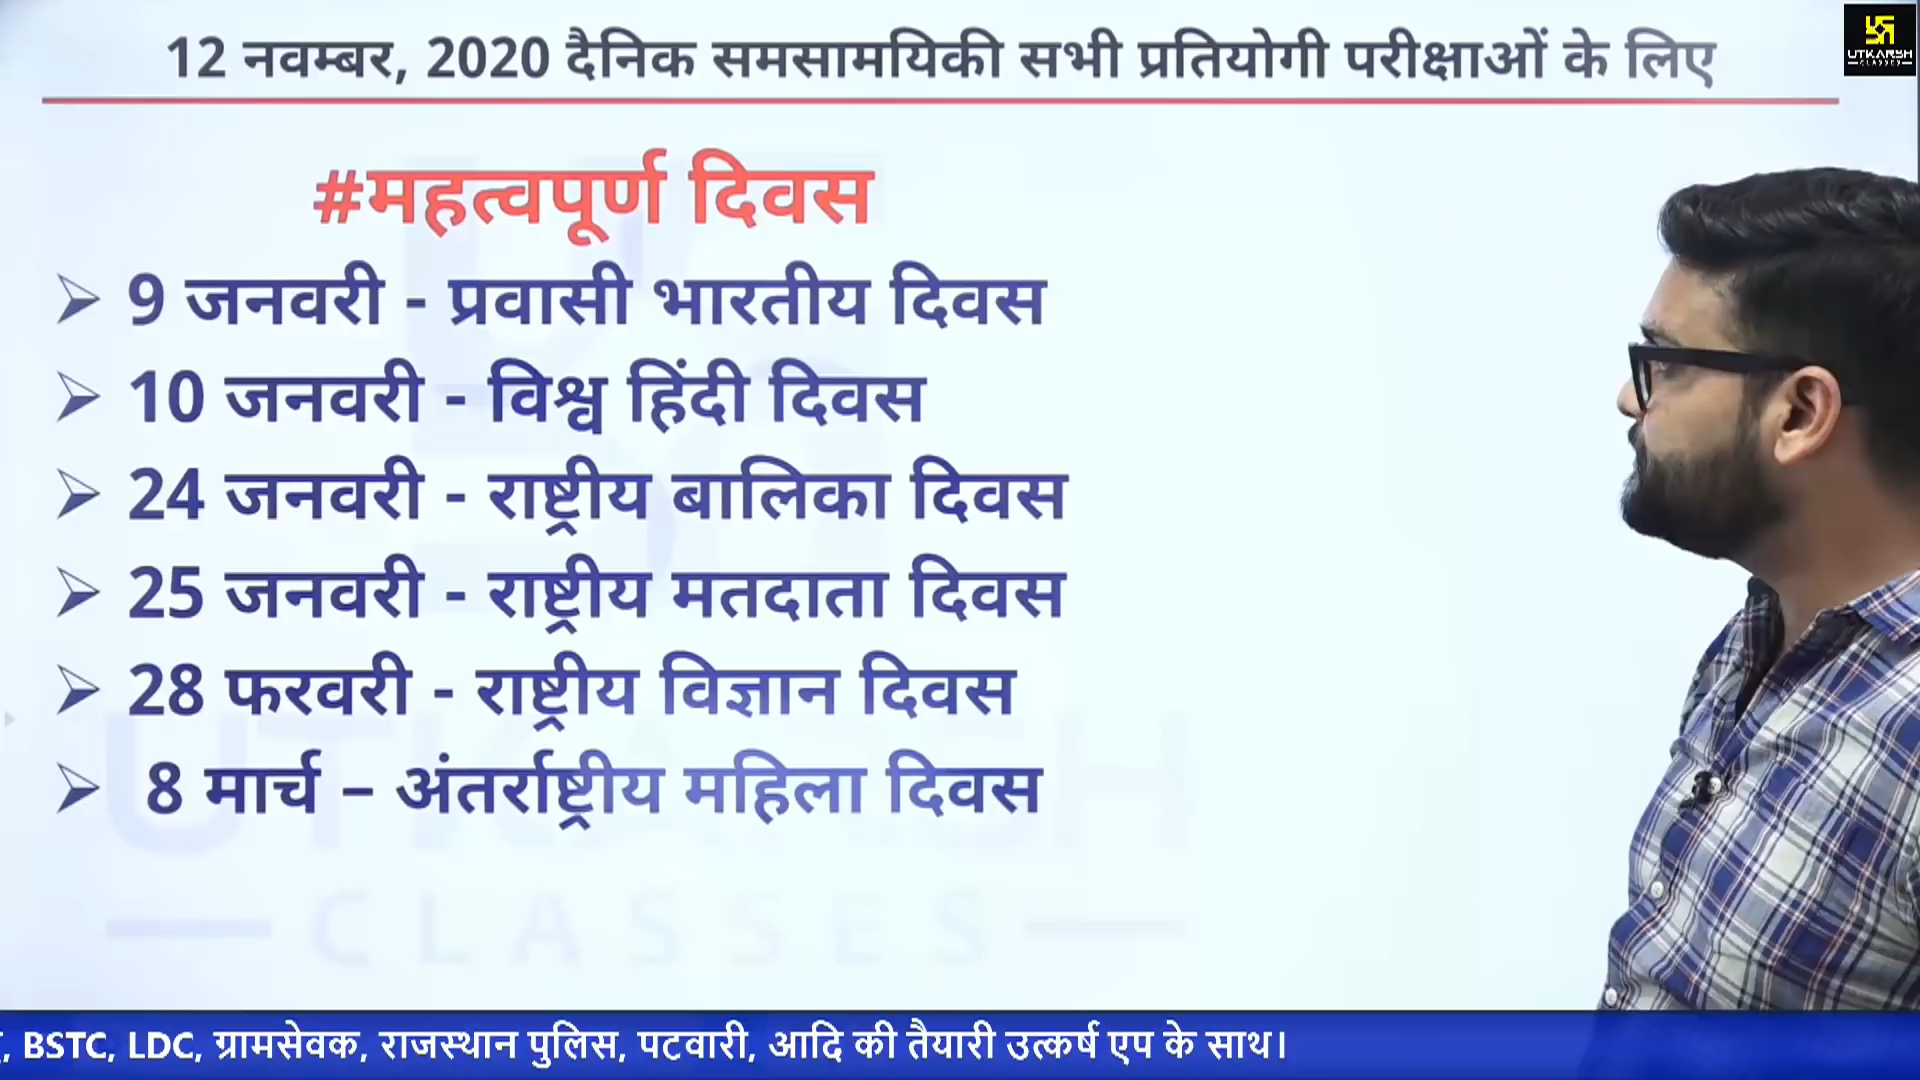 12 नवम्बर, 2020 दैनिक समसामयिकी सभी प्रतियोगी परीक्षाओं के लिए
UTKARSH
CLASSES
#महत्वपूर्ण दिवस
➢ 9 जनवरी - प्रवासी भारतीय दिवस
➢ 10 जनवरी - विश्व हिंदी दिवस
➢ 24 जनवरी - राष्ट्रीय बालिका दिवस
➢ 25 जनवरी - राष्ट्रीय मतदाता दिवस
➢ 28 फरवरी - राष्ट्रीय विज्ञान दिवस
➢ 8 मार्च – अंतर्राष्ट्रीय महिला दिवस
UTKARSH
CLASSES
, BSTC, LDC, ग्रामसेवक, राजस्थान पुलिस, पटवारी, आदि की तैयारी उत्कर्ष एप के साथ।